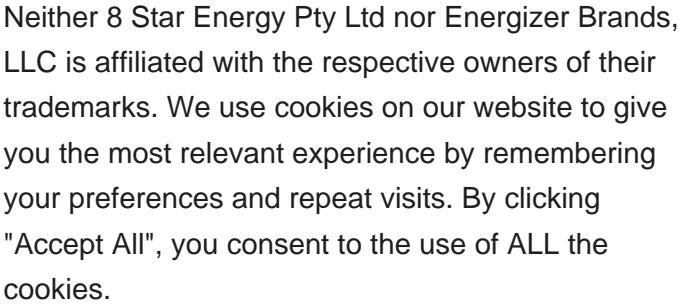 Neither 8 Star Energy Pty Ltd nor Energizer Brands,
LLC is affiliated with the respective owners of their
trademarks. We use cookies on our website to give
you the most relevant experience by remembering
your preferences and repeat visits. By clicking
"Accept All", you consent to the use of ALL the
cookies.